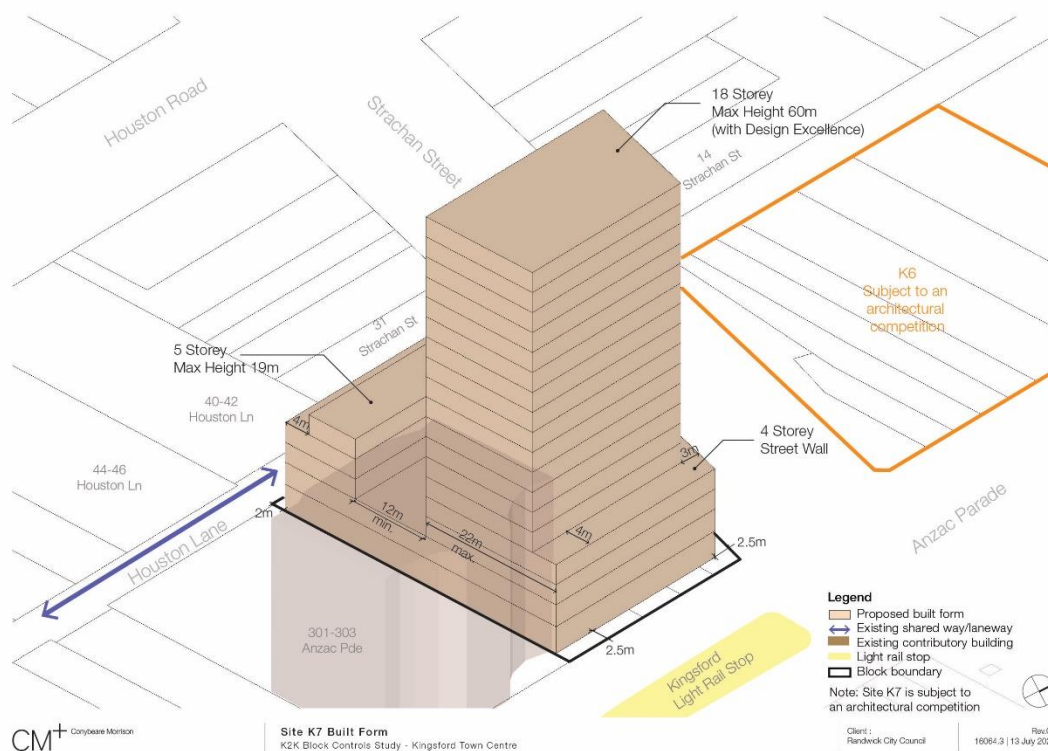 Houston Road
Strachan Street
18 Storey
Max Height 60m
(with Design Excellence)
14
Strachan St
K6
Subject to an
architectural
competition
31
Strachan St
5 Storey
Max Height 19m
40-42
Houston Ln
4m
44-46
Houston Ln
4 Storey
Street Wall
3m
2m
12m
min.
22m
max.
4m
Houston Lane
Anzac Parade
2.5m
2.5m
301-303
Anzac Pde
Kingsford
Light Rail Stop
Legend
Proposed built form
Existing shared way/laneway
Existing contributory building
Light rail stop
Block boundary
Note: Site K7 is subject to
an architectural competition
CM+ Conybeare Morrison
Site K7 Built Form
K2K Block Controls Study - Kingsford Town Centre
Client :
Randwick City Council
16064.3 | 13 July